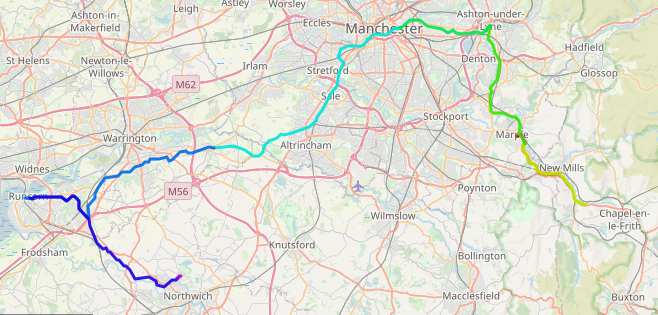 Ashton-in-
Makerfield
Leigh
Astley
Worsley
Eccles
Manchester
Ashton-under-
Lyne
Hadfield
St Helens
Newton-le-
Willows
M62
Irlam
Stretford
Denton
Glossop
Sale
Stockport
Warrington
Altrincham
Marple
Widnes
New Mills
Runcorn
M56
Poynton
Wilmslow
Chapel-en-
le-Frith
Frodsham
Knutsford
Bollington
Northwich
Macclesfield
Buxton